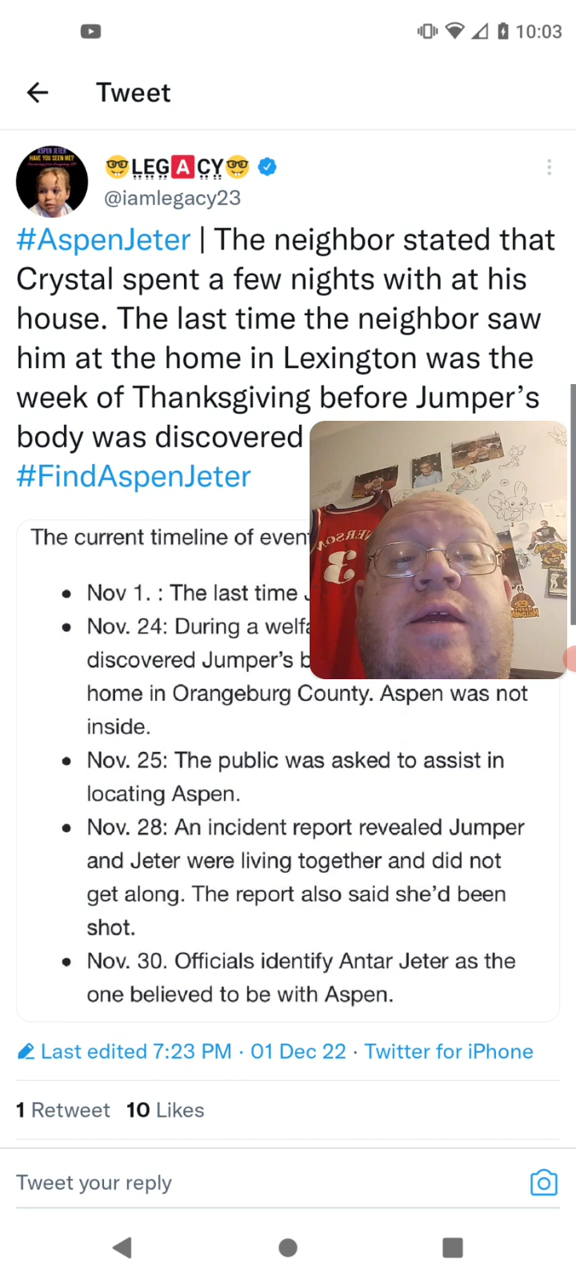 10:03
Tweet
ASPEN JETER
HAVE YOU SEEN ME?
LEGACY
@iamlegacy23
#AspenJeter | The neighbor stated that
Crystal spent a few nights with at his
house. The last time the neighbor saw
him at the home in Lexington was the
week of Thanksgiving before Jumper’s
body was discovered
#FindAspenJeter
The current timeline of even
• Nov 1. : The last time
• Nov. 24: During a welfa
discovered Jumper’s b
home in Orangeburg County. Aspen was not
inside.
• Nov. 25: The public was asked to assist in
locating Aspen.
• Nov. 28: An incident report revealed Jumper
and Jeter were living together and did not
get along. The report also said she’d been
shot.
• Nov. 30. Officials identify Antar Jeter as the
one believed to be with Aspen.
Last edited 7:23 PM · 01 Dec 22 · Twitter for iPhone
1 Retweet 10 Likes
Tweet your reply